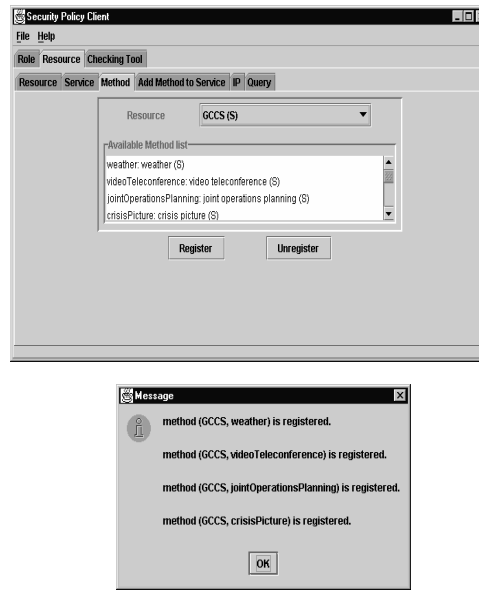 Security Policy Client
File Help
Role Resource Checking Tool
Resource Service Method Add Method to Service IP Query
Resource GCCS (S)
Available Method list
weather: weather (S)
videoTeleconference: video teleconference (S)
jointOperationsPlanning: joint operations planning (S)
crisisPicture: crisis picture (S)
Register Unregister
Message
method (GCCS, weather) is registered.
method (GCCS, videoTeleconference) is registered.
method (GCCS, jointOperationsPlanning) is registered.
method (GCCS, crisisPicture) is registered.
OK